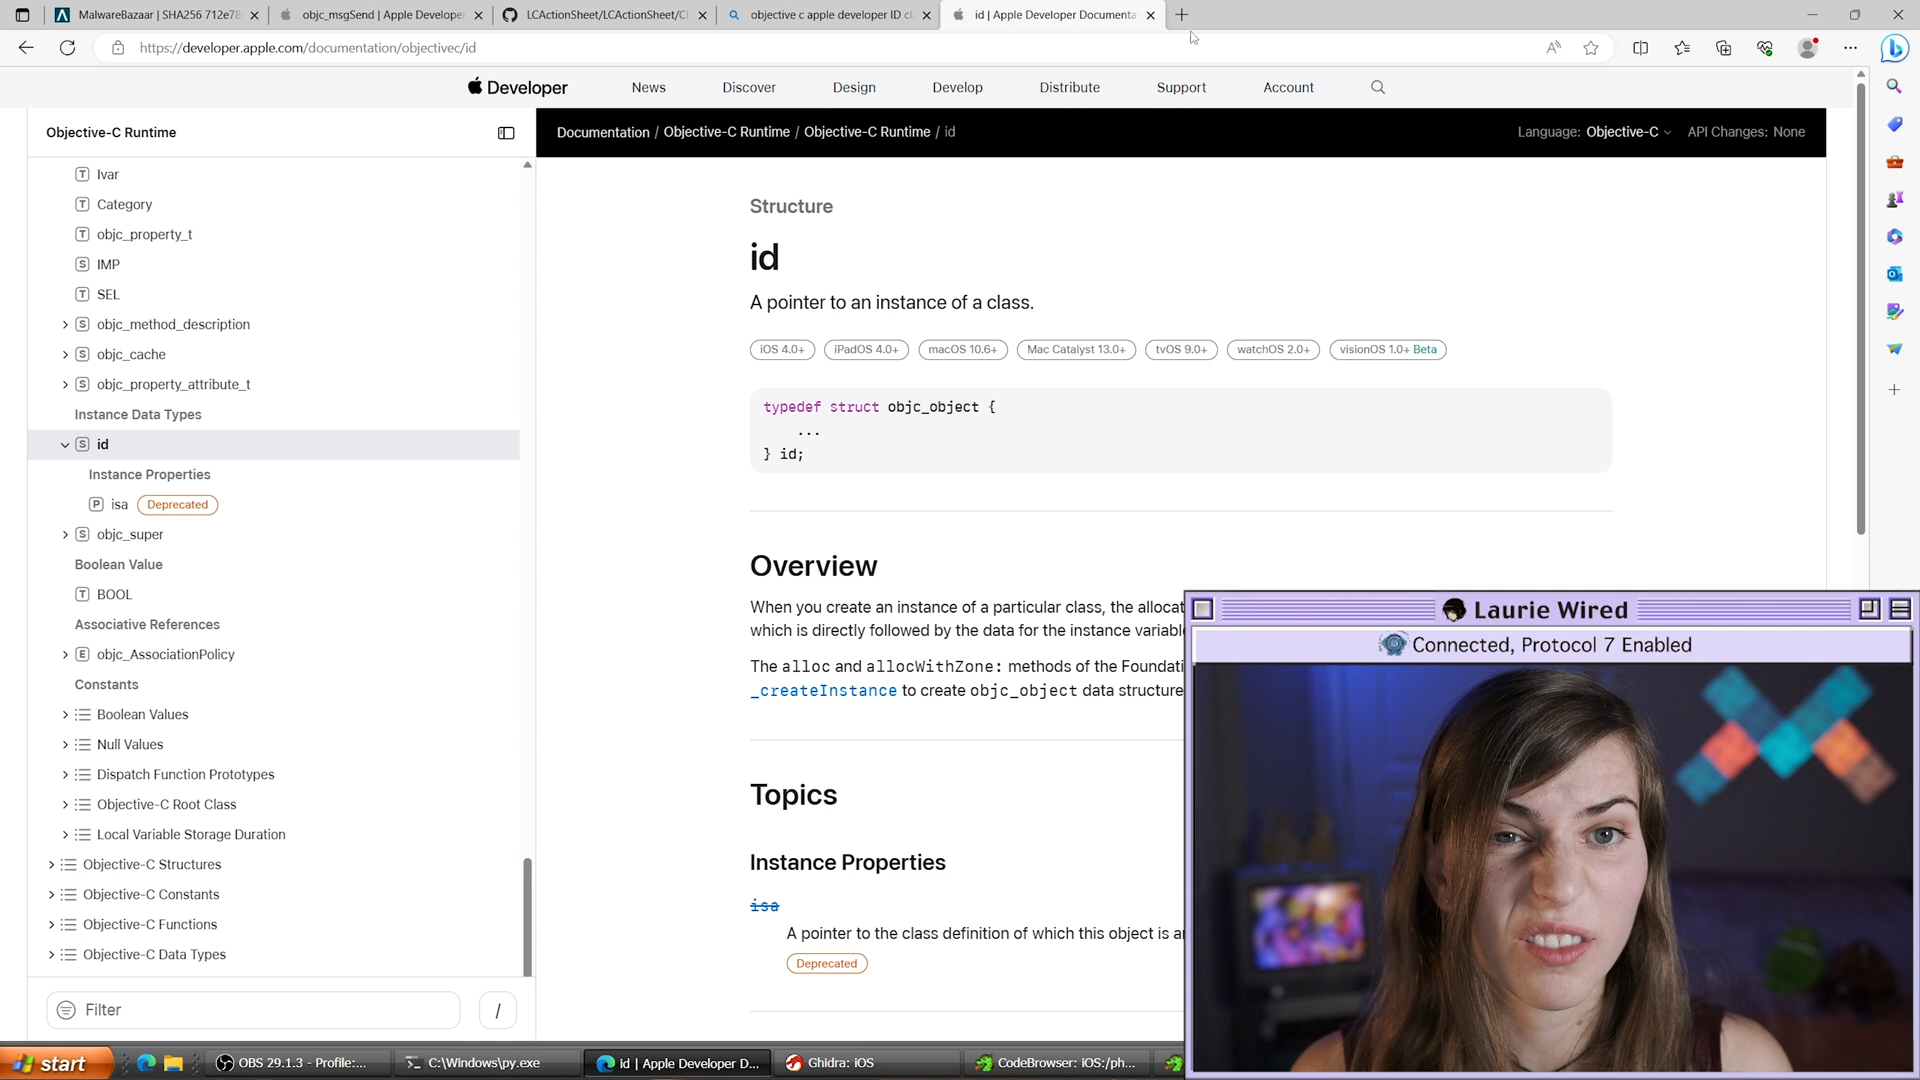 MalwareBazaar | SHA256 712e78
objc_msgSend | Apple Developer
LCActionSheet/LCActionSheet/Cl
objective c apple developer ID cl
id | Apple Developer Documenta
https://developer.apple.com/documentation/objectivec/id
Developer
News
Discover
Design
Develop
Distribute
Support
Account
Objective-C Runtime
Documentation / Objective-C Runtime / Objective-C Runtime / id
Language: Objective-C
API Changes: None
T Ivar
T Category
T objc_property_t
S IMP
T SEL
S objc_method_description
S objc_cache
S objc_property_attribute_t
Instance Data Types
S id
Instance Properties
P isa Deprecated
S objc_super
Boolean Value
T BOOL
Associative References
E objc_AssociationPolicy
Constants
Boolean Values
Null Values
Dispatch Function Prototypes
Objective-C Root Class
Local Variable Storage Duration
Objective-C Structures
Objective-C Constants
Objective-C Functions
Objective-C Data Types
Filter
/
Structure
id
A pointer to an instance of a class.
iOS 4.0+
iPadOS 4.0+
macOS 10.6+
Mac Catalyst 13.0+
tvOS 9.0+
watchOS 2.0+
visionOS 1.0+ Beta
typedef struct objc_object {
...
} id;
Overview
When you create an instance of a particular class, the allocat
which is directly followed by the data for the instance variable
The alloc and allocWithZone: methods of the Foundati
_createInstance to create objc_object data structure
Topics
Instance Properties
isa
A pointer to the class definition of which this object is a
Deprecated
Laurie Wired
Connected, Protocol 7 Enabled
start
OBS 29.1.3 - Profile:...
C:\Windows\py.exe
id | Apple Developer D...
Ghidra: iOS
CodeBrowser: iOS:/ph...